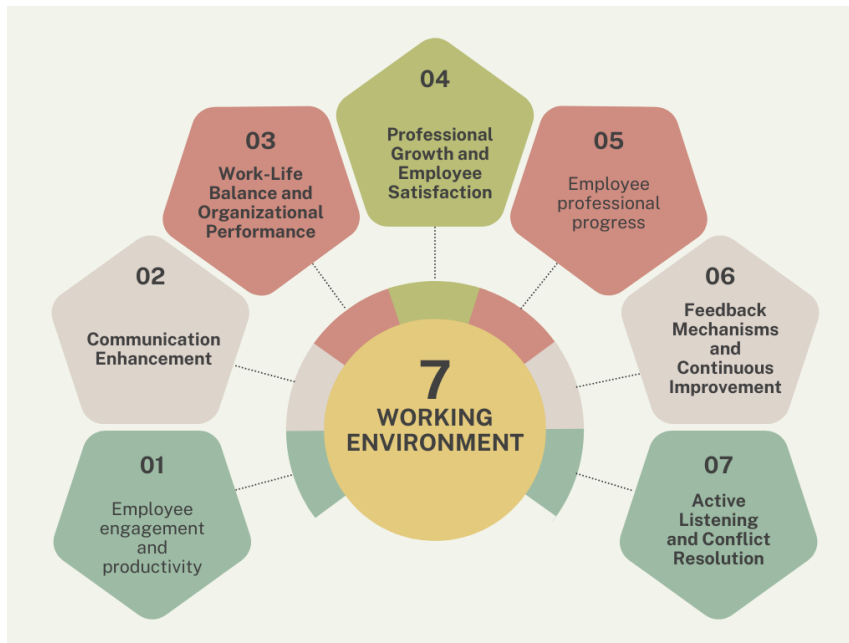 04
Professional
Growth and
Employee
Satisfaction
03
Work-Life
Balance and
Organizational
Performance
05
Employee
professional
progress
02
Communication
Enhancement
06
Feedback
Mechanisms
and
Continuous
Improvement
7
WORKING
ENVIRONMENT
01
Employee
engagement
and
productivity
07
Active
Listening
and Conflict
Resolution